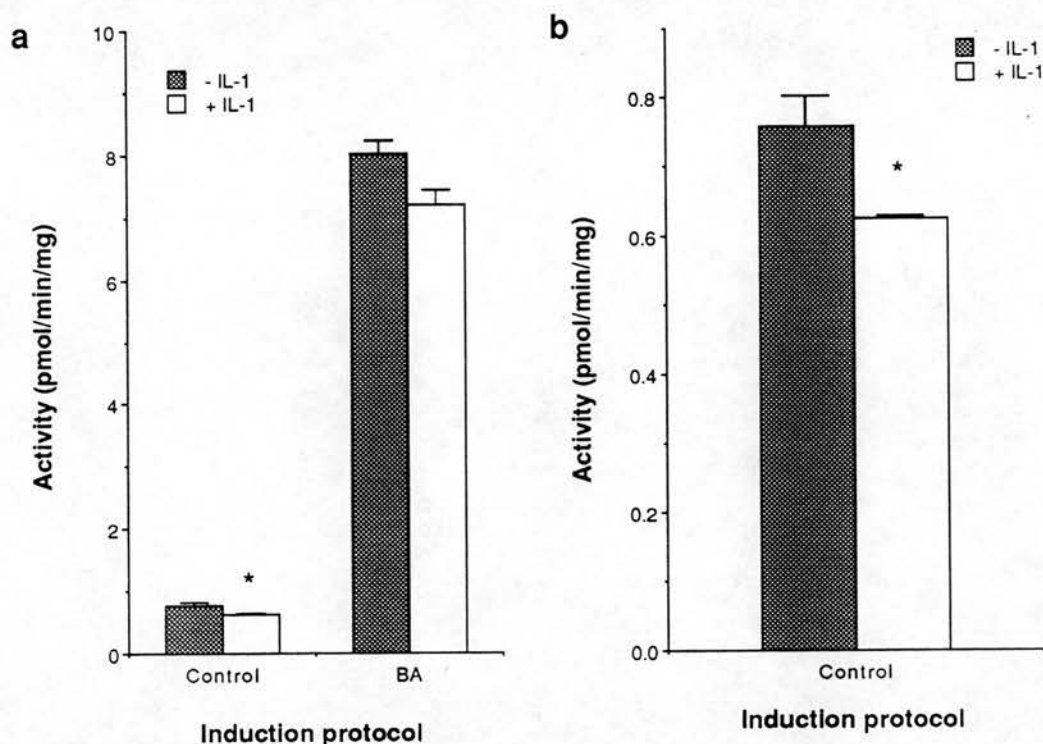 a
10
8
6
4
2
0
- IL-1
+ IL-1
*
Activity (pmol/min/mg)
Control
BA
Induction protocol
b
0.8
0.6
0.4
0.2
0.0
- IL-1
+ IL-1
*
Activity (pmol/min/mg)
Control
Induction protocol